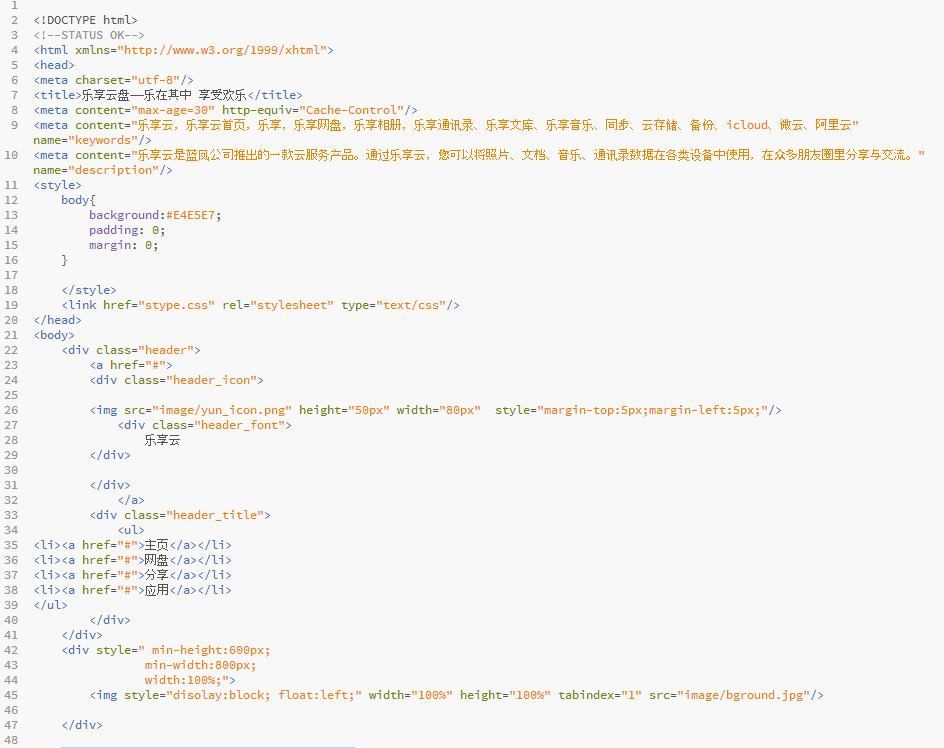 1
2 <!DOCTYPE html>
3 <!--STATUS OK-->
4 <html xmlns="http://www.w3.org/1999/xhtml">
5 <head>
6 <meta charset="utf-8"/>
7 <title>乐享云盘——乐在其中 享受欢乐</title>
8 <meta content="max-age=30" http-equiv="Cache-Control"/>
9 <meta content="乐享云，乐享云首页，乐享，乐享网盘，乐享相册，乐享通讯录、乐享文库、乐享音乐、同步、云存储、备份、icloud、微云、阿里云"
name="keywords"/>
10 <meta content="乐享云是蓝凤公司推出的一款云服务产品。通过乐享云，您可以将照片、文档、音乐、通讯录数据在各类设备中使用，在众多朋友圈里分享与交流。"
name="description"/>
11 <style>
12     body{
13         background:#E4E5E7;
14         padding: 0;
15         margin: 0;
16     }
17
18     </style>
19     <link href="stype.css" rel="stylesheet" type="text/css"/>
20 </head>
21 <body>
22     <div class="header">
23         <a href="#">
24         <div class="header_icon">
25
26         <img src="image/yun_icon.png" height="50px" width="80px"  style="margin-top:5px;margin-left:5px;"/>
27             <div class="header_font">
28                 乐享云
29         </div>
30
31         </div>
32             </a>
33         <div class="header_title">
34             <ul>
35 <li><a href="#">主页</a></li>
36 <li><a href="#">网盘</a></li>
37 <li><a href="#">分享</a></li>
38 <li><a href="#">应用</a></li>
39 </ul>
40         </div>
41     </div>
42     <div style=" min-height:600px;
43                 min-width:800px;
44                 width:100%;">
45         <img style="disolay:block; float:left;" width="100%" height="100%" tabindex="1" src="image/bground.jpg"/>
46
47     </div>
48